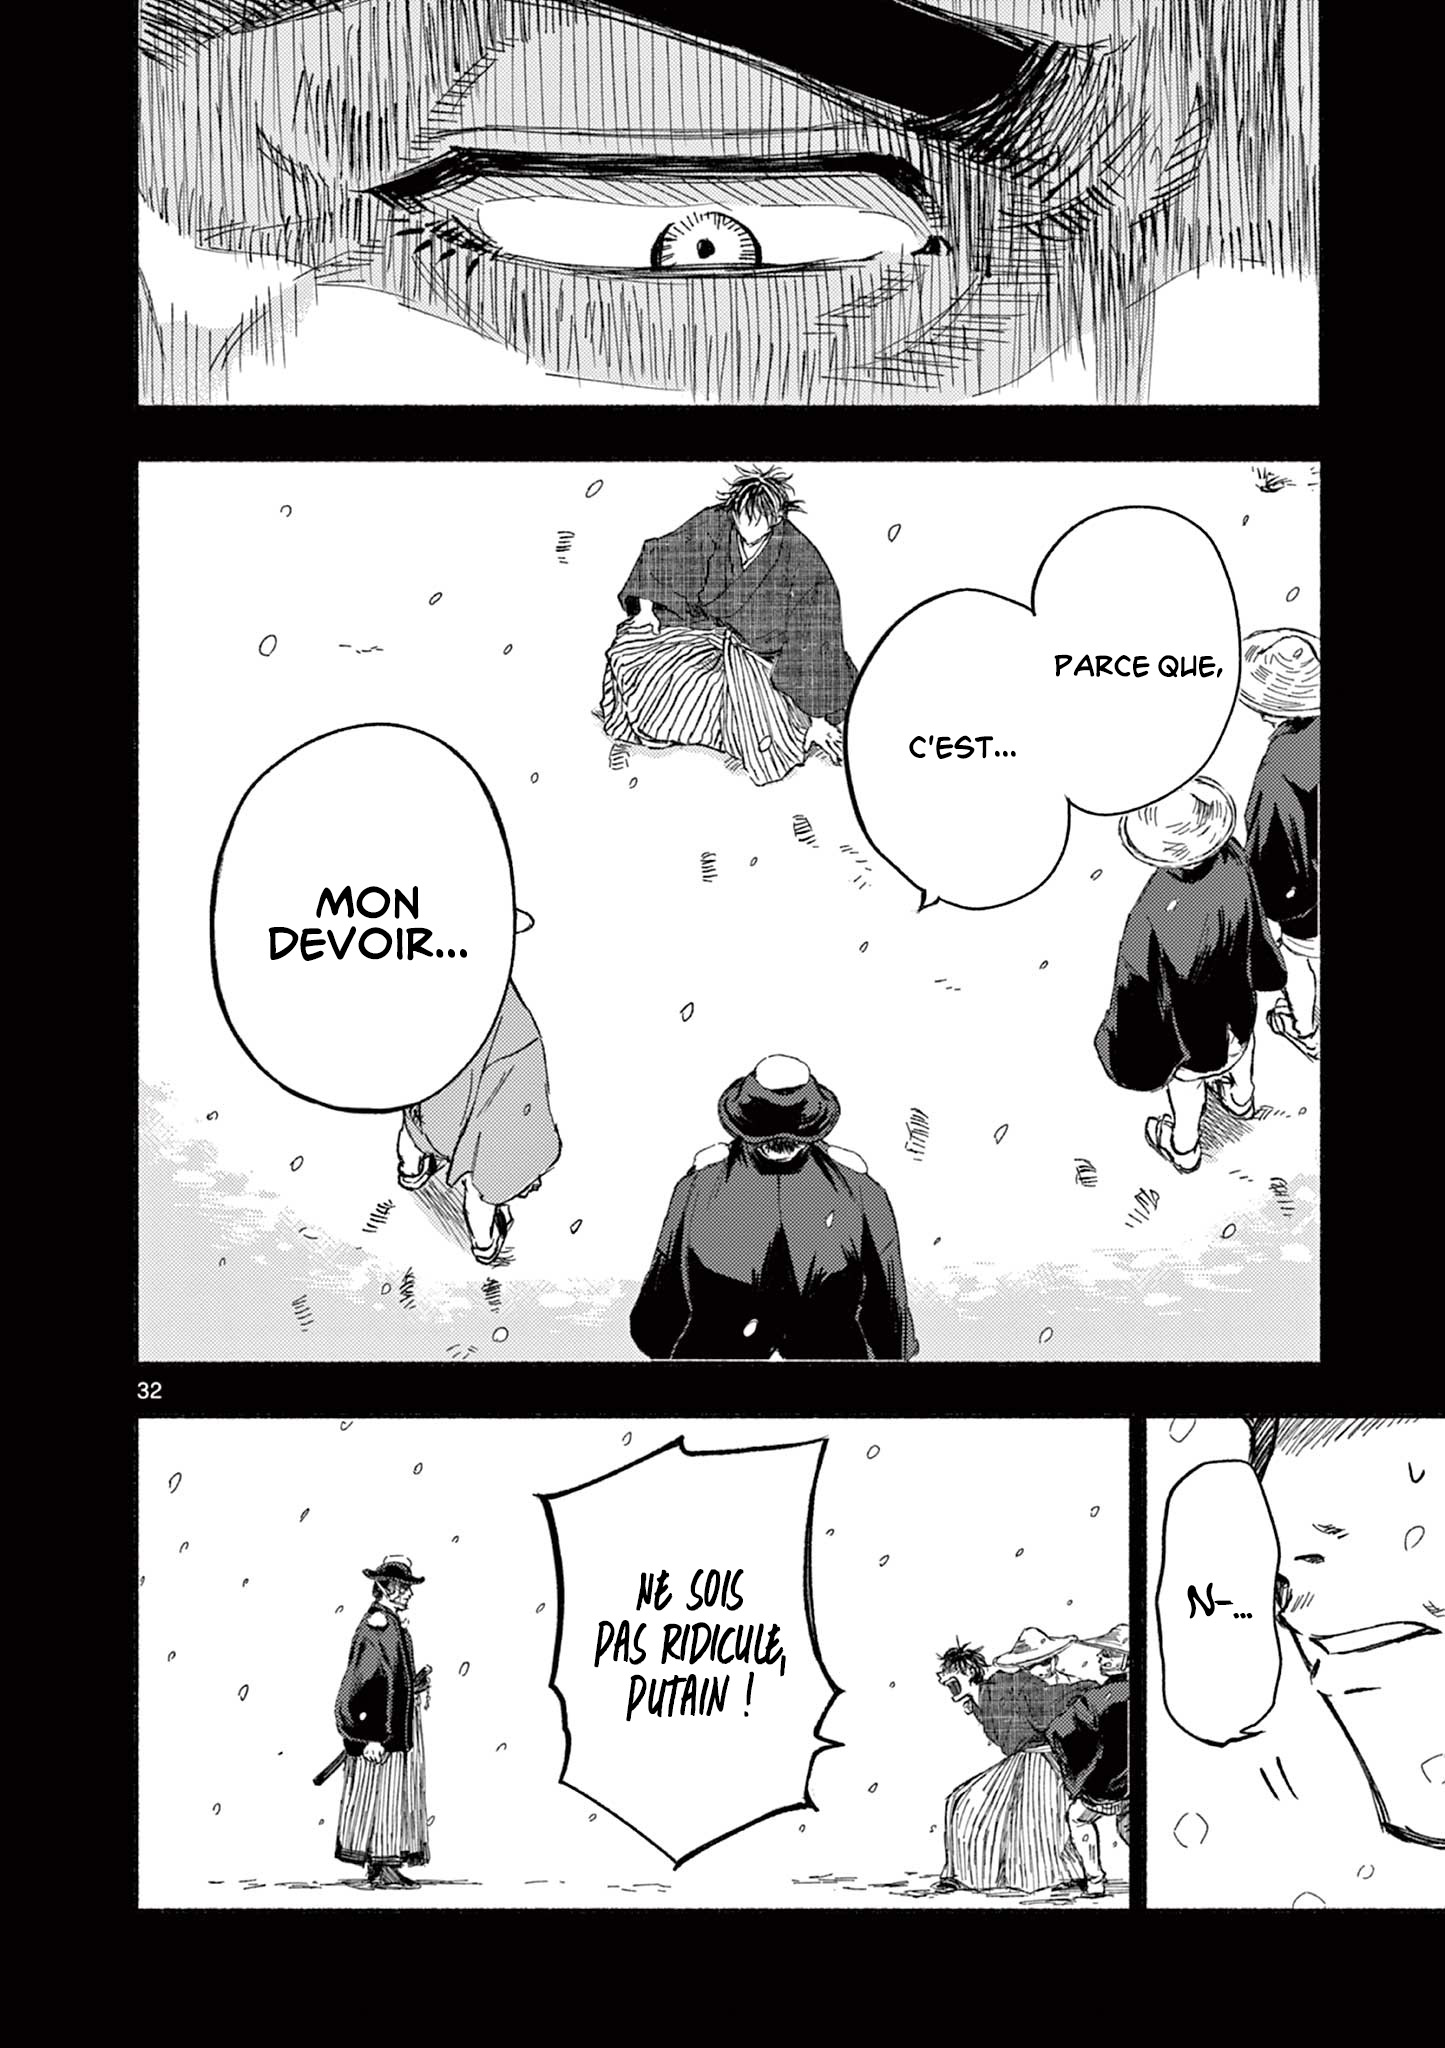 PARCE QUE,
C'EST...
MON
DEVOIR...
32
N-...
NE SOIS
PAS RIDICULE,
PUTAIN !